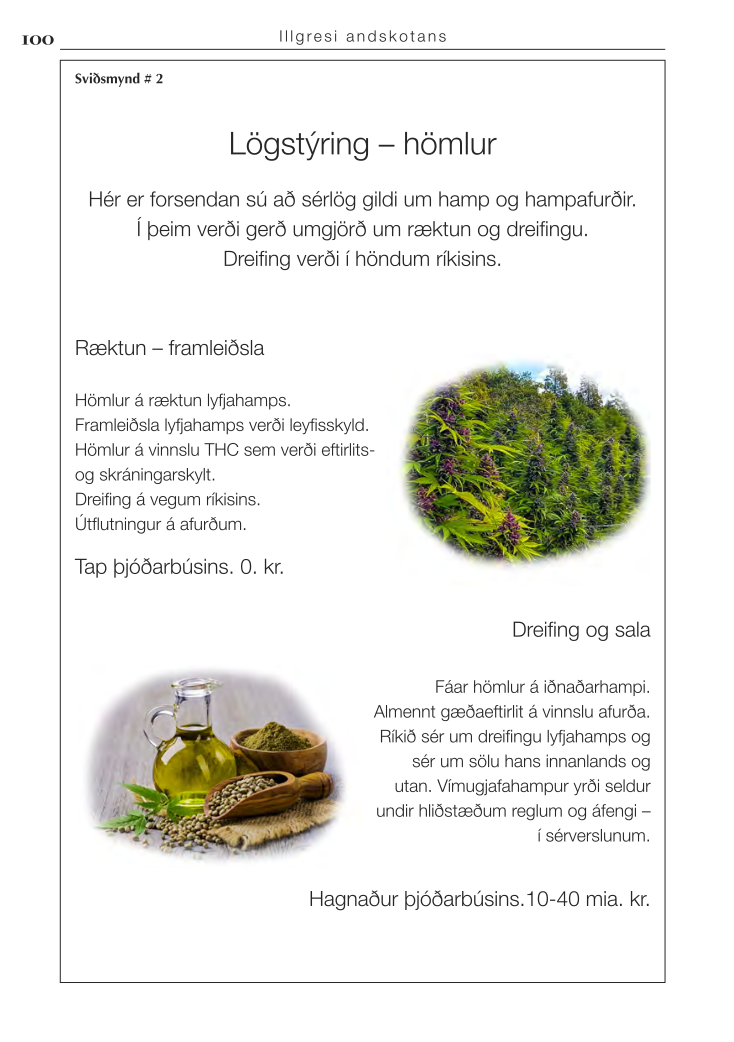 100
Illgresi andskotans
Sviðsmynd # 2
Lögstýring – hömlur
Hér er forsendan sú að sérlög gildi um hamp og hampafurðir.
Í þeim verði gerð umgjörð um ræktun og dreifingu.
Dreifing verði í höndum ríkisins.
Ræktun – framleiðsla
Hömlur á ræktun lyfjahamps.
Framleiðsla lyfjahamps verði leyfisskyld.
Hömlur á vinnslu THC sem verði eftirlits-
og skráningarskylt.
Dreifing á vegum ríkisins.
Útflutningur á afurðum.
Tap þjóðarbúsins. 0. kr.
Dreifing og sala
Fáar hömlur á iðnaðarhampi.
Almennt gæðaeftirlit á vinnslu afurða.
Ríkið sér um dreifingu lyfjahamps og
sér um sölu hans innanlands og
utan. Vímugjafahampur yrði seldur
undir hliðstæðum reglum og áfengi –
í sérverslunum.
Hagnaður þjóðarbúsins.10-40 mia. kr.